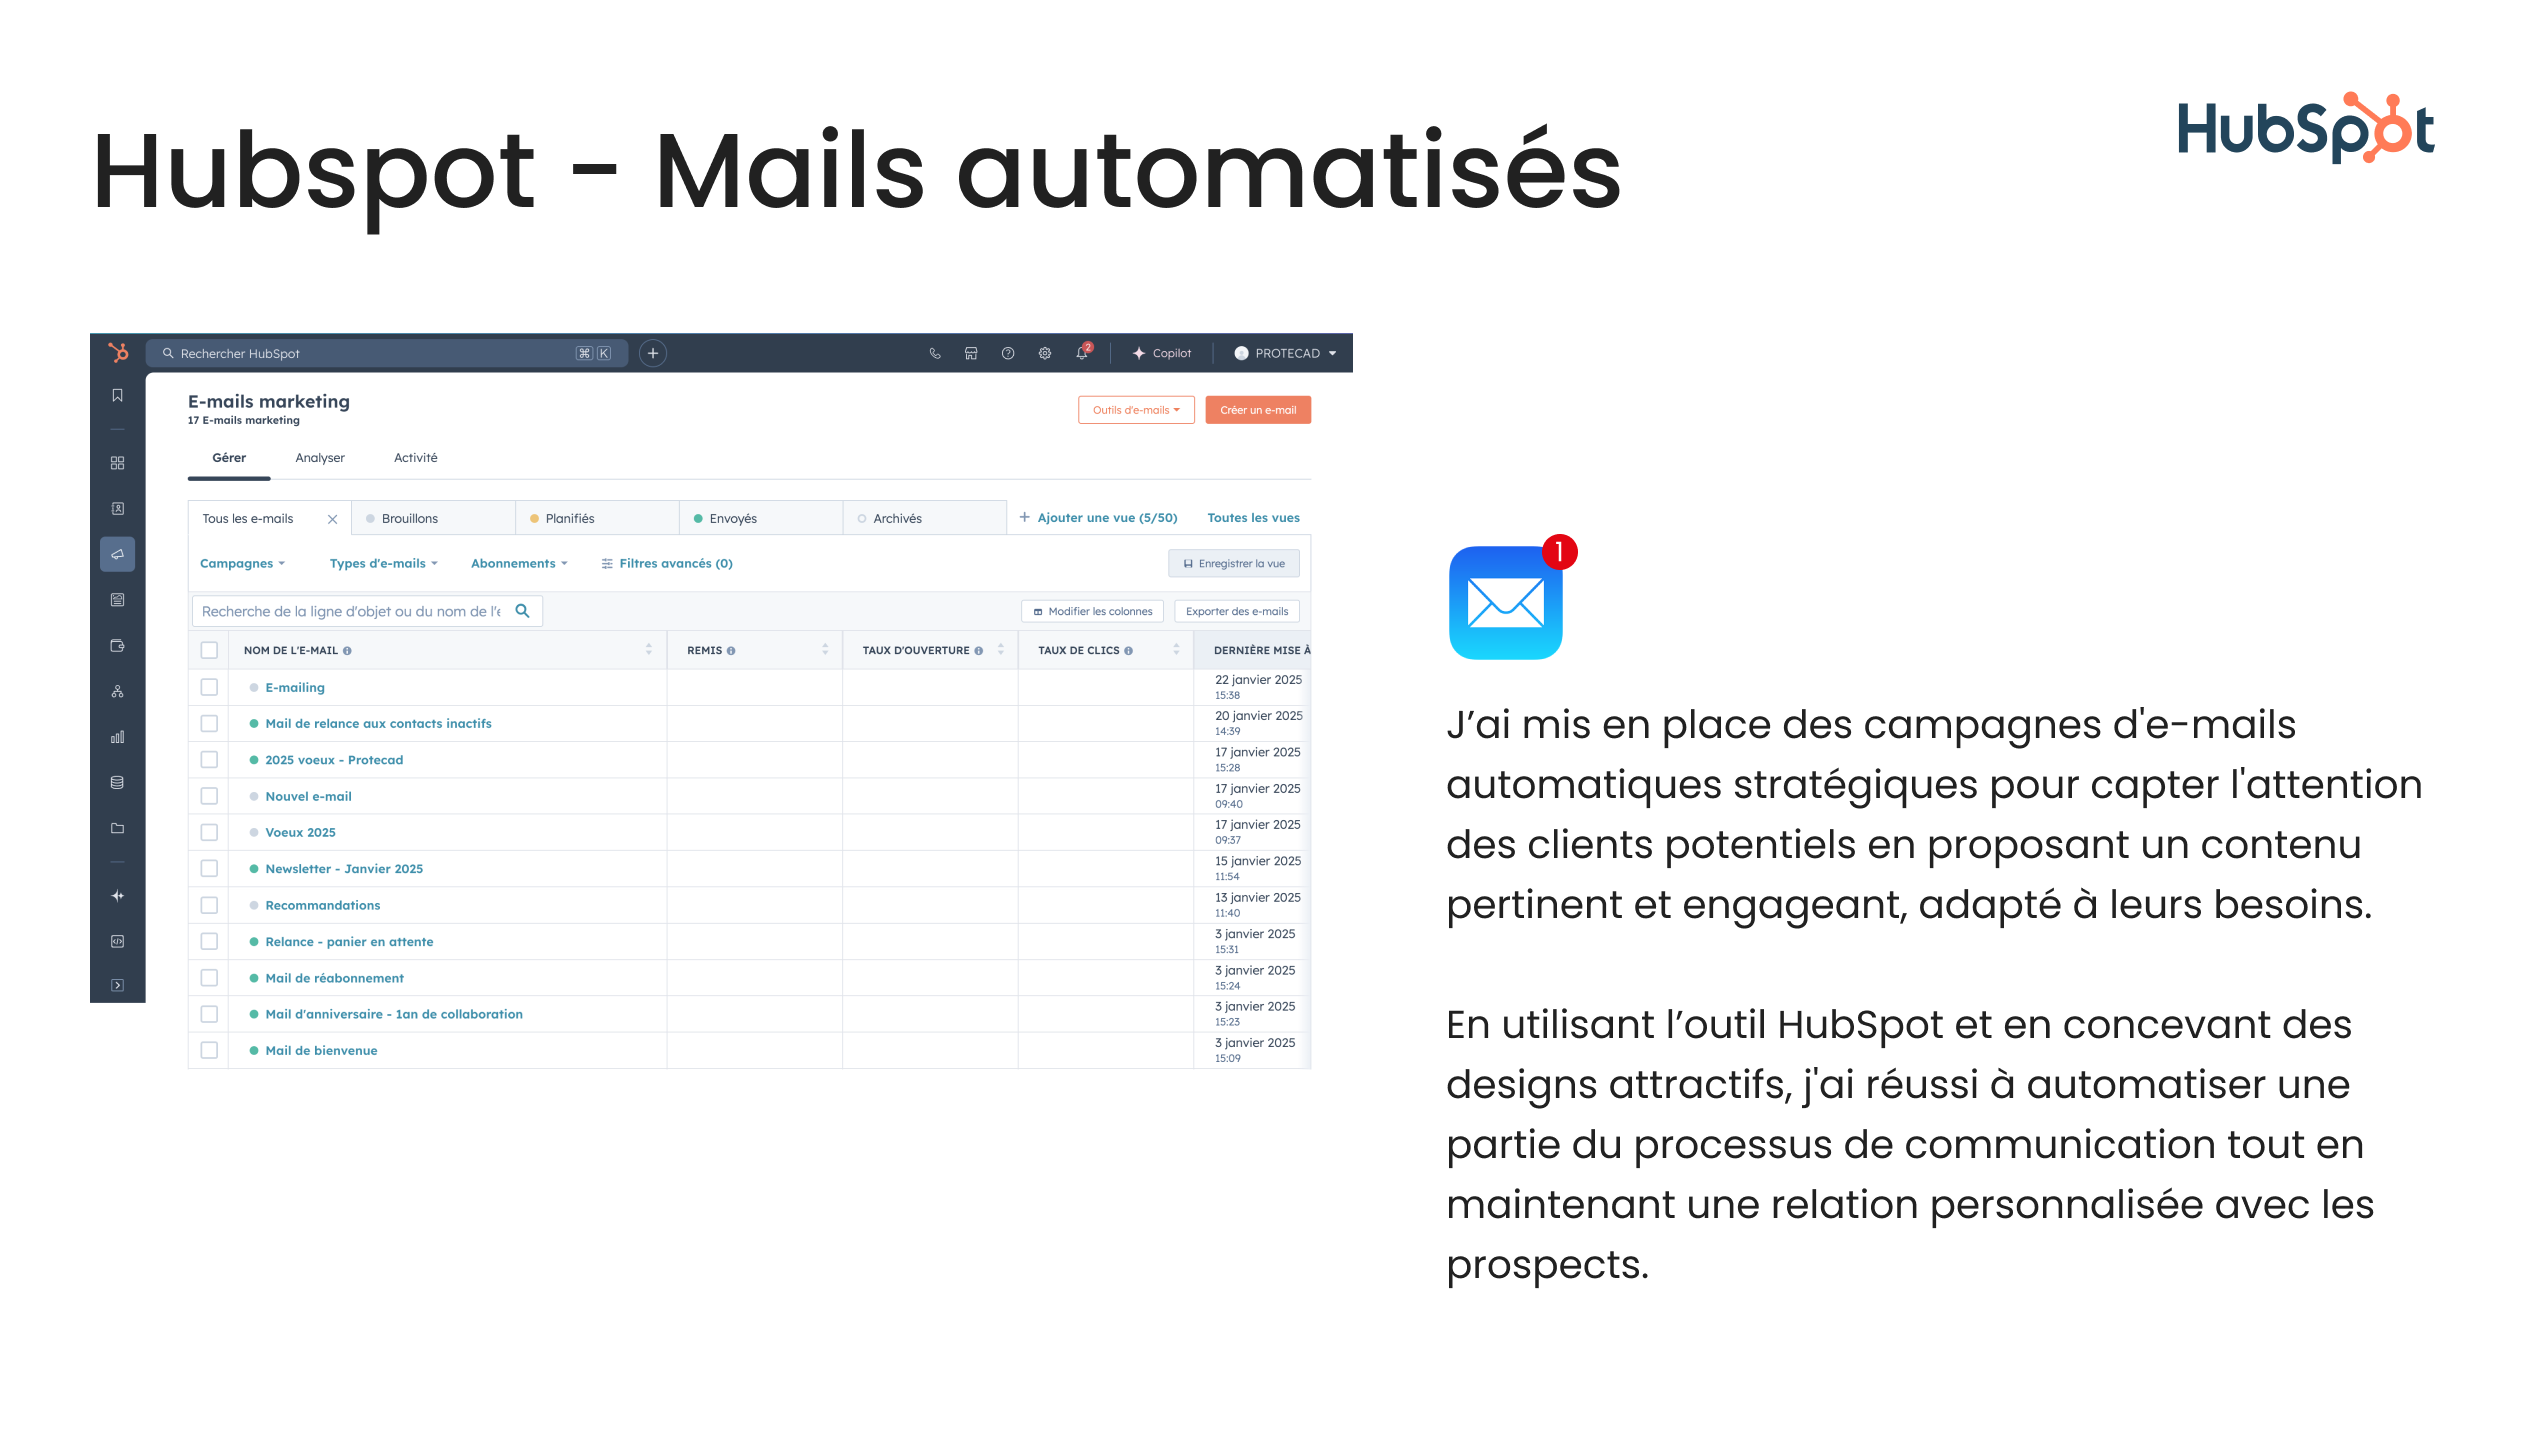 Hubspot - Mails automatisés
HubSpot
Rechercher HubSpot
⌘ K
2
Copilot
PROTECAD
E-mails marketing
17 E-mails marketing
Outils d'e-mails
Créer un e-mail
Gérer Analyser Activité
Tous les e-mails Brouillons Planifiés Envoyés Archivés + Ajouter une vue (5/50) Toutes les vues
Campagnes Types d'e-mails Abonnements Filtres avancés (0) Enregistrer la vue
Recherche de la ligne d'objet ou du nom de l'e Modifier les colonnes Exporter des e-mails
NOM DE L'E-MAIL REMIS TAUX D'OUVERTURE TAUX DE CLICS DERNIÈRE MISE À
E-mailing 22 janvier 2025
15:38
Mail de relance aux contacts inactifs 20 janvier 2025
14:39
2025 voeux - Protecad 17 janvier 2025
15:28
Nouvel e-mail 17 janvier 2025
09:40
Voeux 2025 17 janvier 2025
09:37
Newsletter - Janvier 2025 15 janvier 2025
11:54
Recommandations 13 janvier 2025
11:40
Relance - panier en attente 3 janvier 2025
15:31
Mail de réabonnement 3 janvier 2025
15:24
Mail d'anniversaire - 1an de collaboration 3 janvier 2025
15:23
Mail de bienvenue 3 janvier 2025
15:09
1
J’ai mis en place des campagnes d'e-mails
automatiques stratégiques pour capter l'attention
des clients potentiels en proposant un contenu
pertinent et engageant, adapté à leurs besoins.
En utilisant l’outil HubSpot et en concevant des
designs attractifs, j'ai réussi à automatiser une
partie du processus de communication tout en
maintenant une relation personnalisée avec les
prospects.